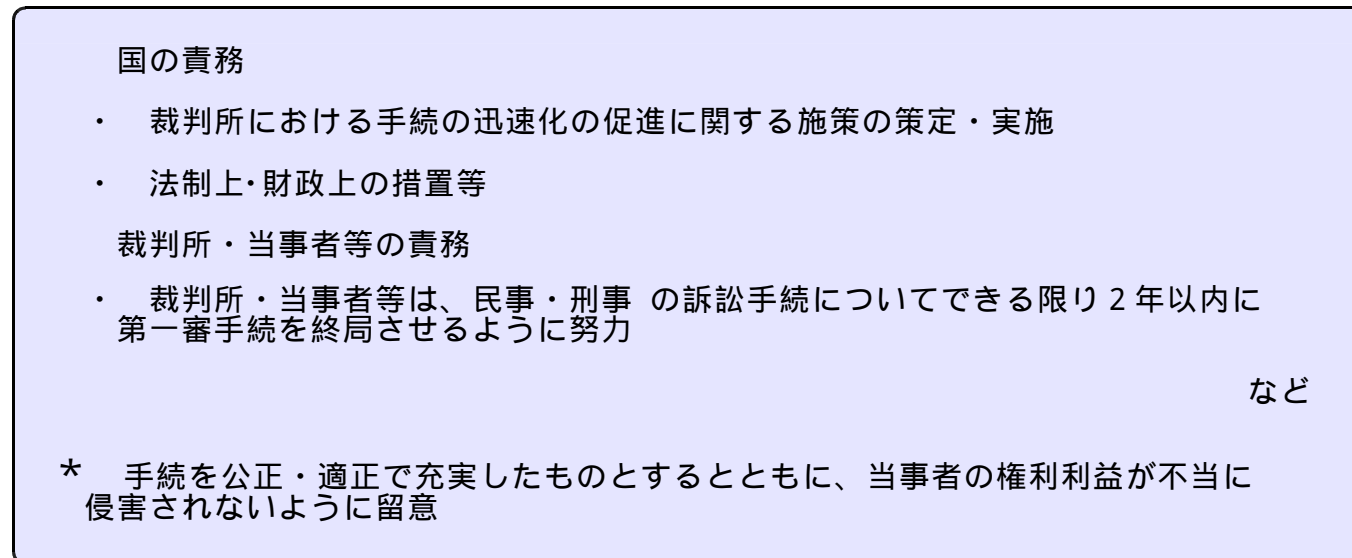 国の責務
・ 裁判所における手続の迅速化の促進に関する施策の策定・実施
・ 法制上・財政上の措置等
裁判所・当事者等の責務
・ 裁判所・当事者等は、民事・刑事 の訴訟手続についてできる限り2年以内に
第一審手続を終局させるように努力
など
* 手続を公正・適正で充実したものとするとともに、当事者の権利利益が不当に
侵害されないように留意